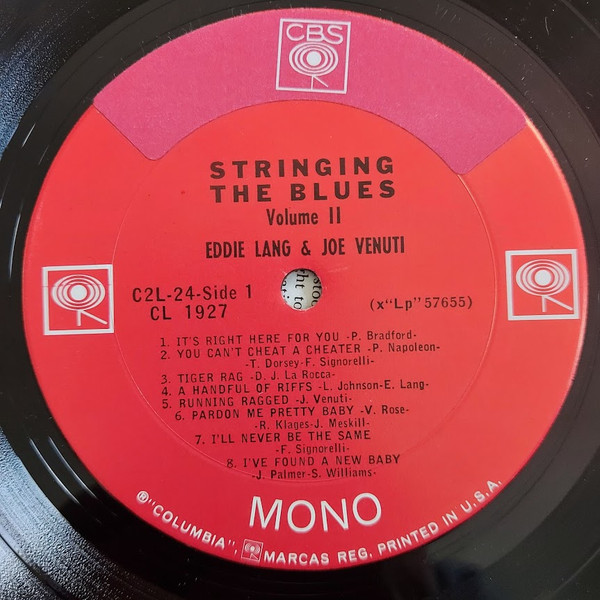 CBS
STRINGING
THE BLUES
Volume II
EDDIE LANG & JOE VENUTI
C2L-24-Side 1
CL 1927
(x"Lp"57655)
1. IT'S RIGHT HERE FOR YOU -P. Bradford-
2. YOU CAN'T CHEAT A CHEATER -P. Napoleon-
-T. Dorsey-F. Signorelli-
3. TIGER RAG -D. J. La Rocca-
4. A HANDFUL OF RIFFS -L. Johnson-E. Lang-
5. RUNNING RAGGED -J. Venuti-
6. PARDON ME PRETTY BABY -V. Rose-
-R. Klages-J. Meskill-
7. I'LL NEVER BE THE SAME
-F. Signorelli-
8. I'VE FOUND A NEW BABY
-J. Palmer-S. Williams-
MONO
®"COLUMBIA", MARCAS REG. PRINTED IN U.S.A.